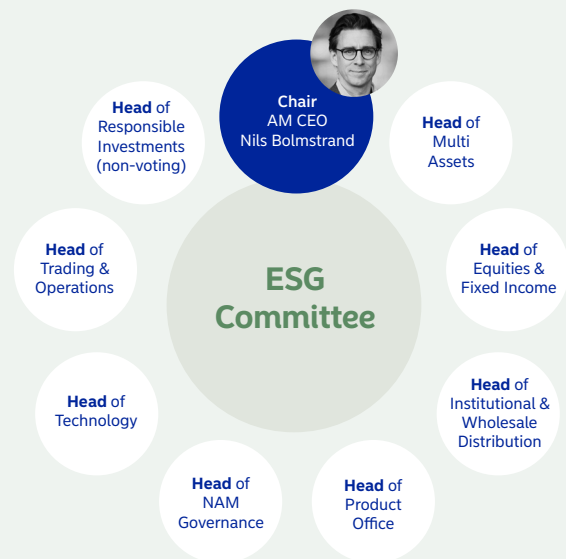 Chair
AM CEO
Nils Bolmstrand
Head of
Responsible
Investments
(non-voting)
Head of
Multi
Assets
Head of
Trading &
Operations
Head of
Equities &
Fixed Income
ESG
Committee
Head of
Technology
Head of
Institutional &
Wholesale
Distribution
Head of
NAM
Governance
Head of
Product
Office